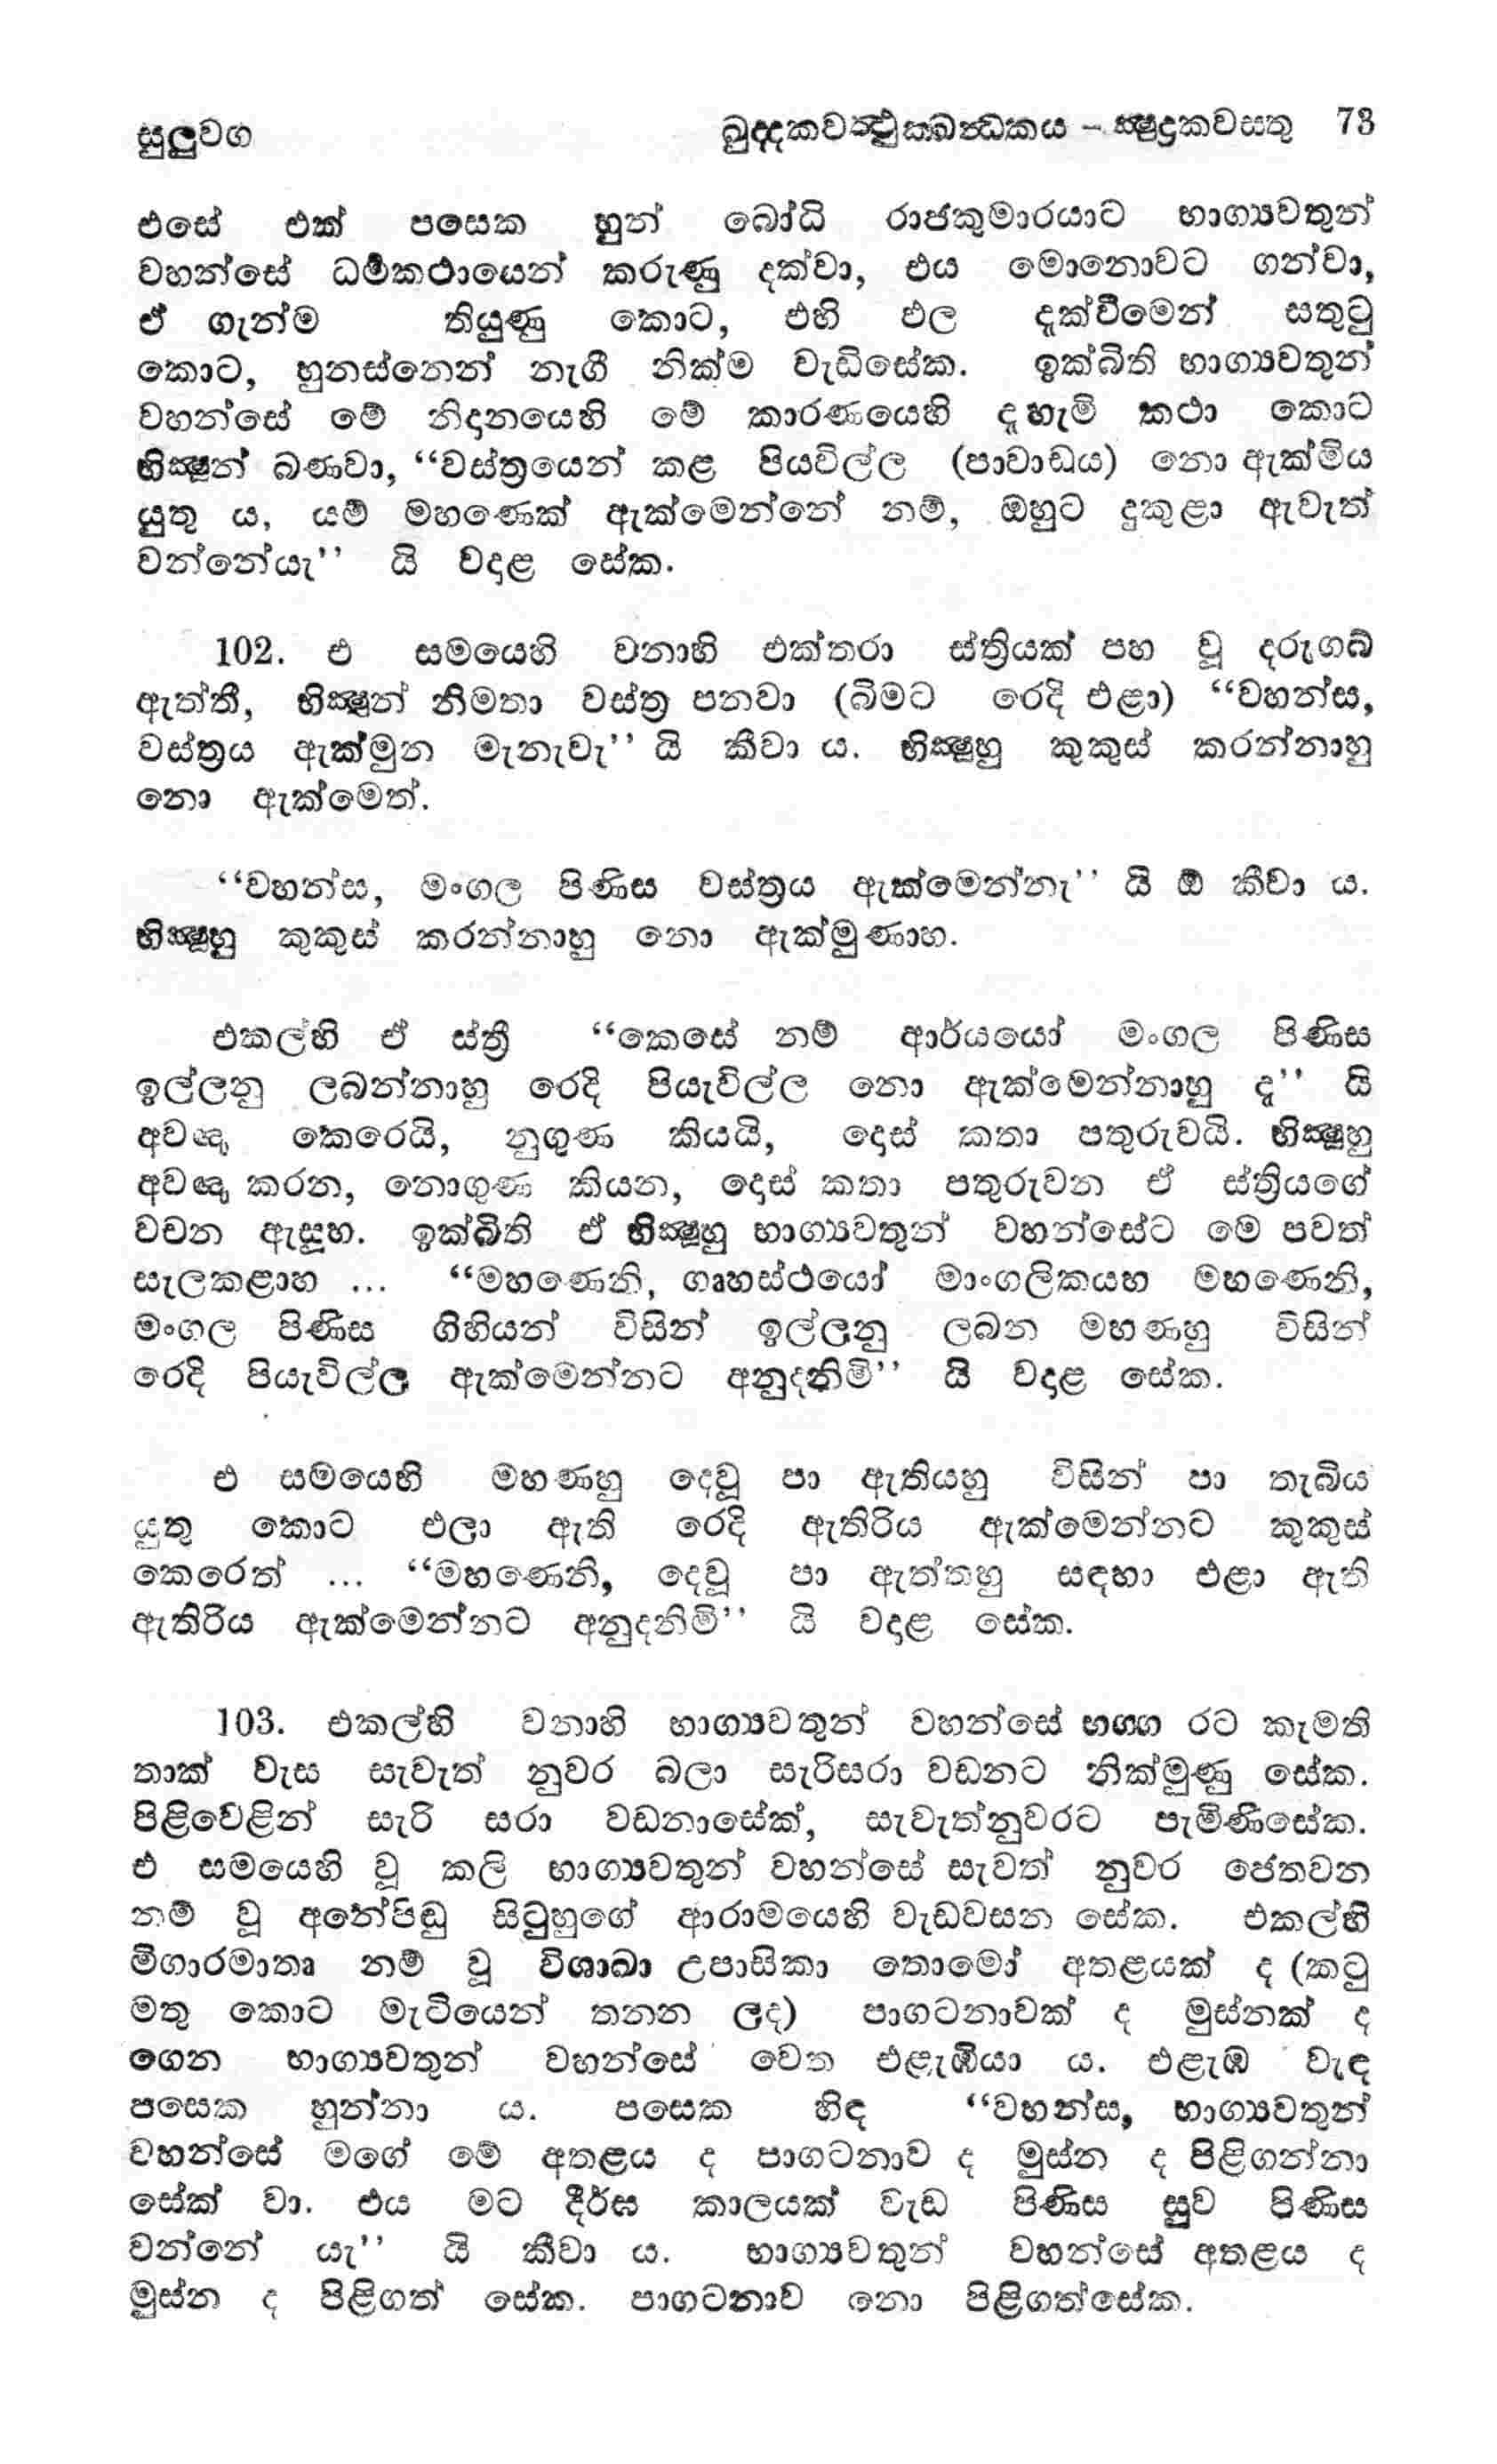 සුලුවග ඛුද්දකවත්ථුක්ඛන්ධකය - ක්ෂුද්‍රකවස්තු 73
එසේ එක් පසෙක හුන් බෝධි රාජකුමාරයාට භාග්‍යවතුන්
වහන්සේ ධර්මකථායෙන් කරුණු දක්වා, එය මොනොවට ගන්වා,
ඒ ගැන්ම තියුණු කොට, එහි ඵල දැක්වීමෙන් සතුටු
කොට, හුනස්නෙන් නැගී නික්ම වැඩිසේක. ඉක්බිති භාග්‍යවතුන්
වහන්සේ මේ නිදානයෙහි මේ කාරණයෙහි දැහැමි කථා කොට
භික්ෂූන් බණවා, “වස්ත්‍රයෙන් කළ පියවිල්ල (පාවාඩය) නො ඇක්මිය
යුතු ය, යම් මහණෙක් ඇක්මෙන්නේ නම්, ඔහුට දුකුළා ඇවැත්
වන්නේයැ’’ යි වදාළ සේක.
102. එ සමයෙහි වනාහි එක්තරා ස්ත්‍රියක් පහ වූ දරුගබ්
ඇත්තී, භික්ෂූන් නිමතා වස්ත්‍ර පනවා (බිමට රෙදි එළා) “වහන්ස,
වස්ත්‍රය ඇක්මුන මැනැවැ’’ යි කීවා ය. භික්ෂූහු කුකුස් කරන්නාහු
නො ඇක්මෙත්.
“වහන්ස, මංගල පිණිස වස්ත්‍රය ඇක්මෙන්නැ’’ යි ඕ කීවා ය.
භික්ෂූහු කුකුස් කරන්නාහු නො ඇක්මුණාහ.
එකල්හි ඒ ස්ත්‍රී “කෙසේ නම් ආර්යයෝ මංගල පිණිස
ඉල්ලනු ලබන්නාහු රෙදි පියැවිල්ල නො ඇක්මෙන්නාහු ද’’ යි
අවඥා කෙරෙයි, නුගුණ කියයි, දොස් කතා පතුරුවයි. භික්ෂූහු
අවඥා කරන, නොගුණ කියන, දොස් කතා පතුරුවන ඒ ස්ත්‍රියගේ
වචන ඇසූහ. ඉක්බිති ඒ භික්ෂූහු භාග්‍යවතුන් වහන්සේට මෙ පවත්
සැලකළාහ ... “මහණෙනි, ගෘහස්ථයෝ මාංගලිකයහ මහණෙනි,
මංගල පිණිස ගිහියන් විසින් ඉල්ලනු ලබන මහණහු විසින්
රෙදි පියැවිල්ල ඇක්මෙන්නට අනුදනිමි’’ යි වදාළ සේක.
එ සමයෙහි මහණහු දෙවූ පා ඇතියහු විසින් පා තැබිය
යුතු කොට එලා ඇති රෙදි ඇතිරිය ඇක්මෙන්නට කුකුස්
කෙරෙත් ... “මහණෙනි, දෙවූ පා ඇත්තහු සඳහා එළා ඇති
ඇතිරිය ඇක්මෙන්නට අනුදනිමි’’ යි වදාළ සේක.
103. එකල්හි වනාහි භාග්‍යවතුන් වහන්සේ භග්ග රට කැමති
තාක් වැස සැවැත් නුවර බලා සැරිසරා වඩනට නික්මුණු සේක.
පිළිවෙළින් සැරි සරා වඩනාසේක්, සැවැත්නුවරට පැමිණිසේක.
එ සමයෙහි වූ කලි භාග්‍යවතුන් වහන්සේ සැවත් නුවර ජෙතවන
නම් වූ අනේපිඬු සිටුහුගේ ආරාමයෙහි වැඩවසන සේක. එකල්හි
මිගාරමාතෘ නම් වූ විශාඛා උපාසිකා තොමෝ අතළයක් ද (කටු
මතු කොට මැටියෙන් තනන ලද) පාගටනාවක් ද මුස්නක් ද
ගෙන භාග්‍යවතුන් වහන්සේ වෙත එළැඹියා ය. එළැඹ වැඳ
පසෙක හුන්නා ය. පසෙක හිඳ “වහන්ස, භාග්‍යවතුන්
වහන්සේ මගේ මේ අතළය ද පාගටනාව ද මුස්න ද පිළිගන්නා
සේක් වා. එය මට දීර්ඝ කාලයක් වැඩ පිණිස සුව පිණිස
වන්නේ යැ’’ යි කීවා ය. භාග්‍යවතුන් වහන්සේ අතළය ද
මුස්න ද පිළිගත් සේක. පාගටනාව නො පිළිගත්සේක.